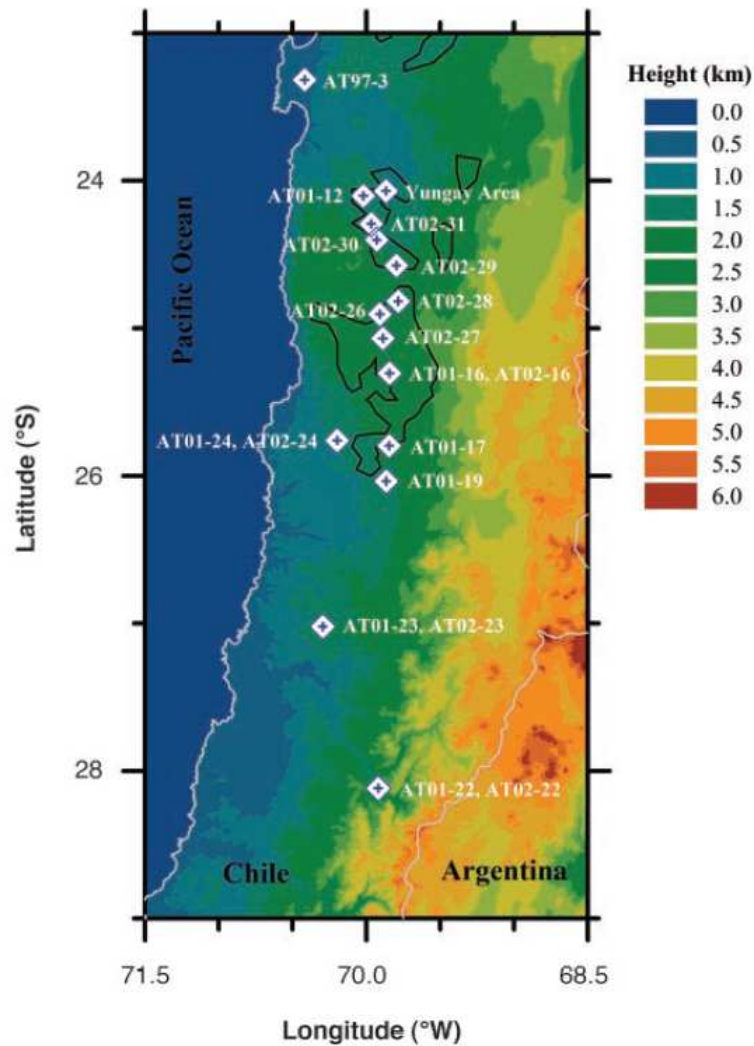 Height (km)
0.0
0.5
1.0
1.5
2.0
2.5
3.0
3.5
4.0
4.5
5.0
5.5
6.0
AT97-3
24
AT01-12
Yungay Area
AT02-31
AT02-30
AT02-29
AT02-28
AT02-26
AT02-27
AT01-16, AT02-16
AT01-24, AT02-24
AT01-17
26
AT01-19
AT01-23, AT02-23
28
AT01-22, AT02-22
Pacific Ocean
Latitude (°S)
Chile
Argentina
71.5
70.0
68.5
Longitude (°W)